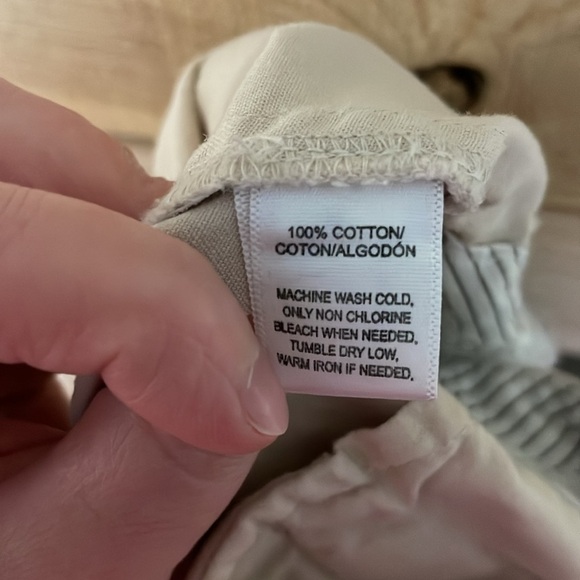 100% COTTON/
COTON/ALGODÓN
MACHINE WASH COLD,
ONLY NON CHLORINE
BLEACH WHEN NEEDED,
TUMBLE DRY LOW,
WARM IRON IF NEEDED.